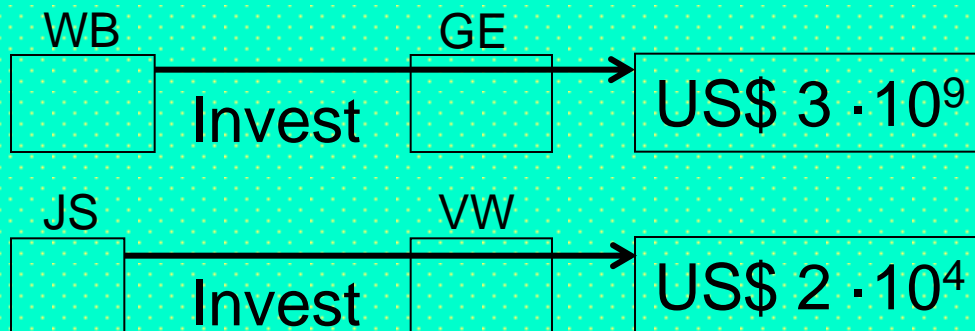 WB GE
Invest US$ 3 ·10⁹
JS VW
Invest US$ 2 ·10⁴